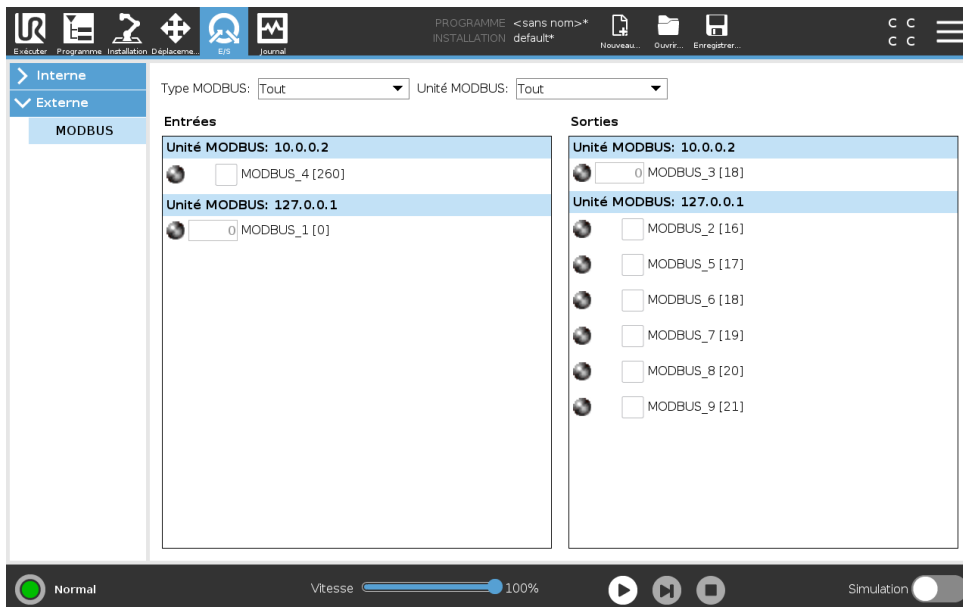 UR
PROGRAMME <sans nom>*
INSTALLATION default*
Exécuter Programme Installation Déplaceme... E/S Journal
Nouveau... Ouvrir... Enregistrer...
C C
C C
Interne
Externe
MODBUS
Type MODBUS: Tout Unité MODBUS: Tout
Entrées
Unité MODBUS: 10.0.0.2
MODBUS_4 [260]
Unité MODBUS: 127.0.0.1
0 MODBUS_1 [0]
Sorties
Unité MODBUS: 10.0.0.2
0 MODBUS_3 [18]
Unité MODBUS: 127.0.0.1
MODBUS_2 [16]
MODBUS_5 [17]
MODBUS_6 [18]
MODBUS_7 [19]
MODBUS_8 [20]
MODBUS_9 [21]
Normal Vitesse 100% Simulation